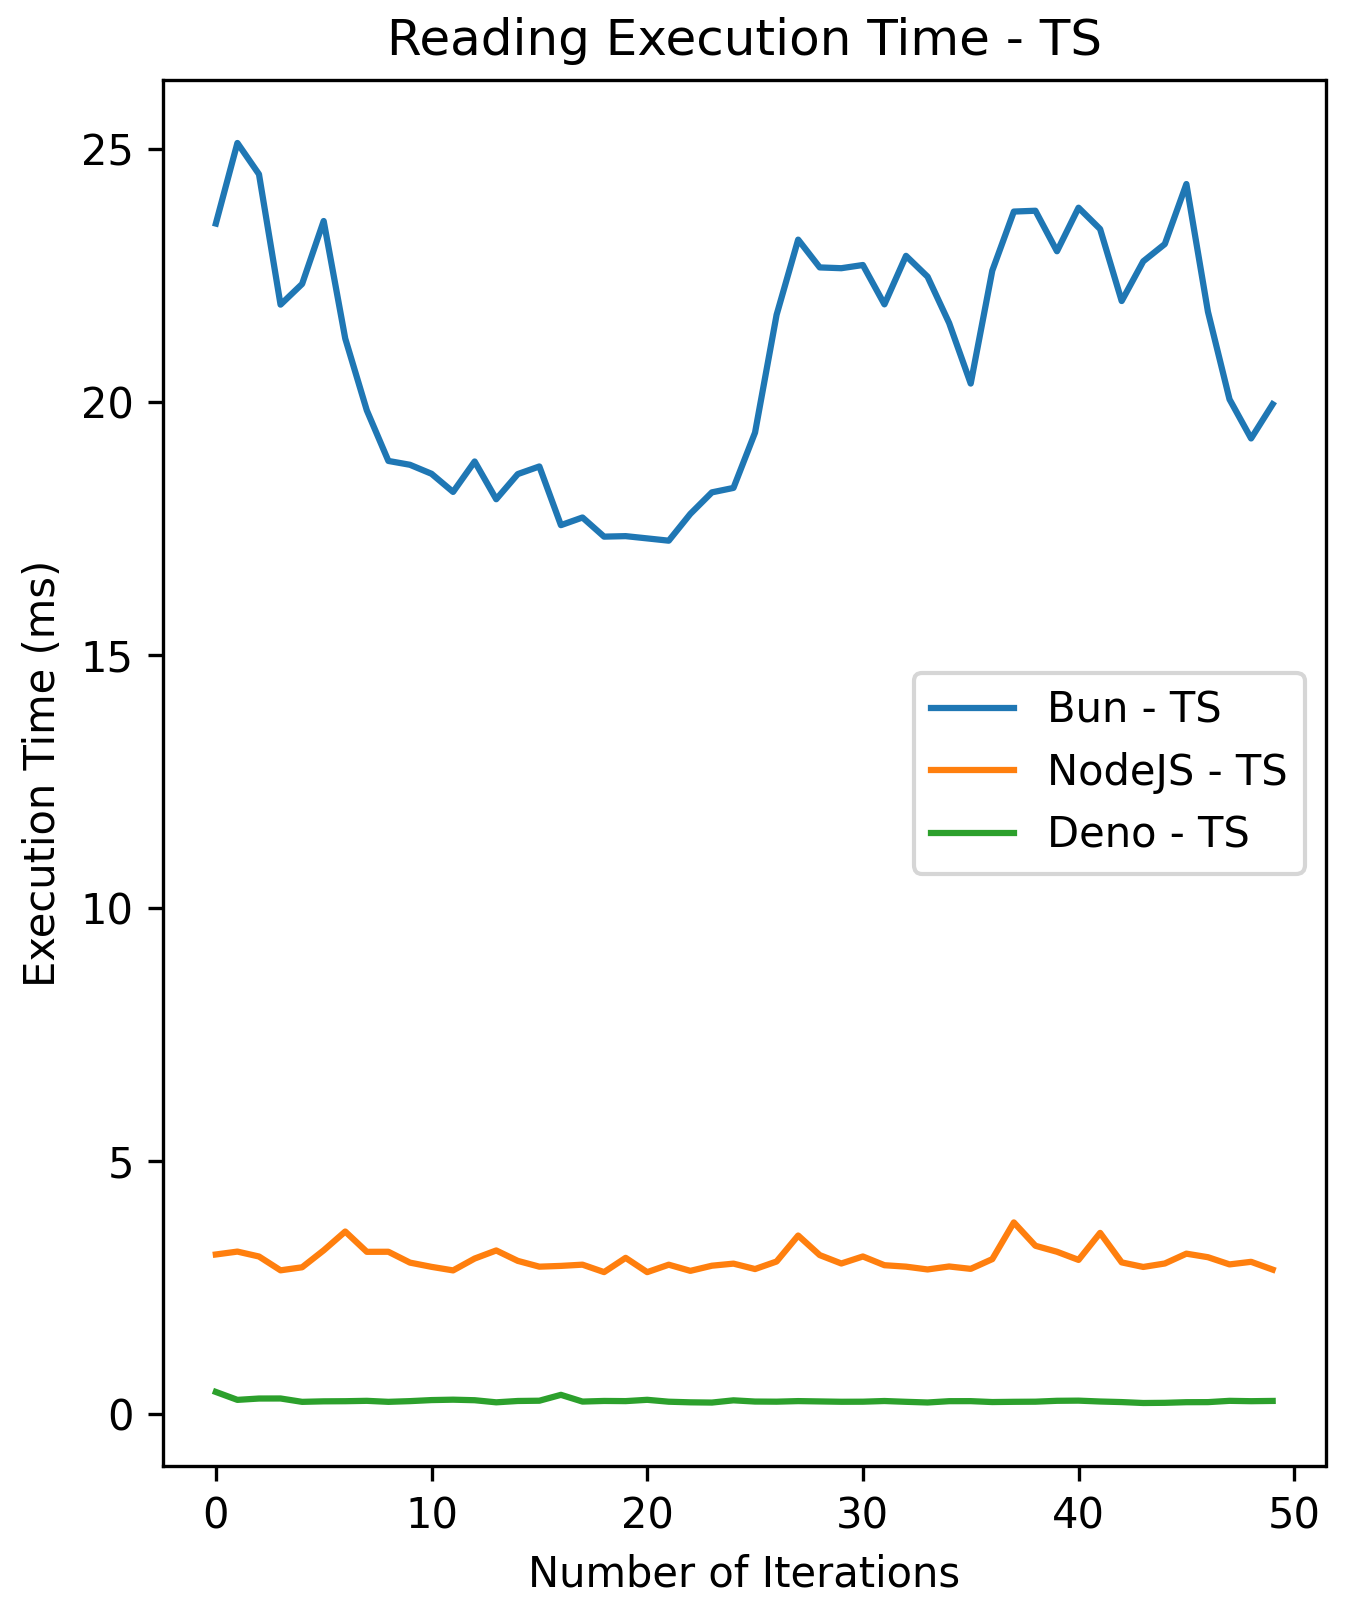 Reading Execution Time - TS
25
20
15
10
5
0
Execution Time (ms)
Bun - TS
NodeJS - TS
Deno - TS
0 10 20 30 40 50
Number of Iterations